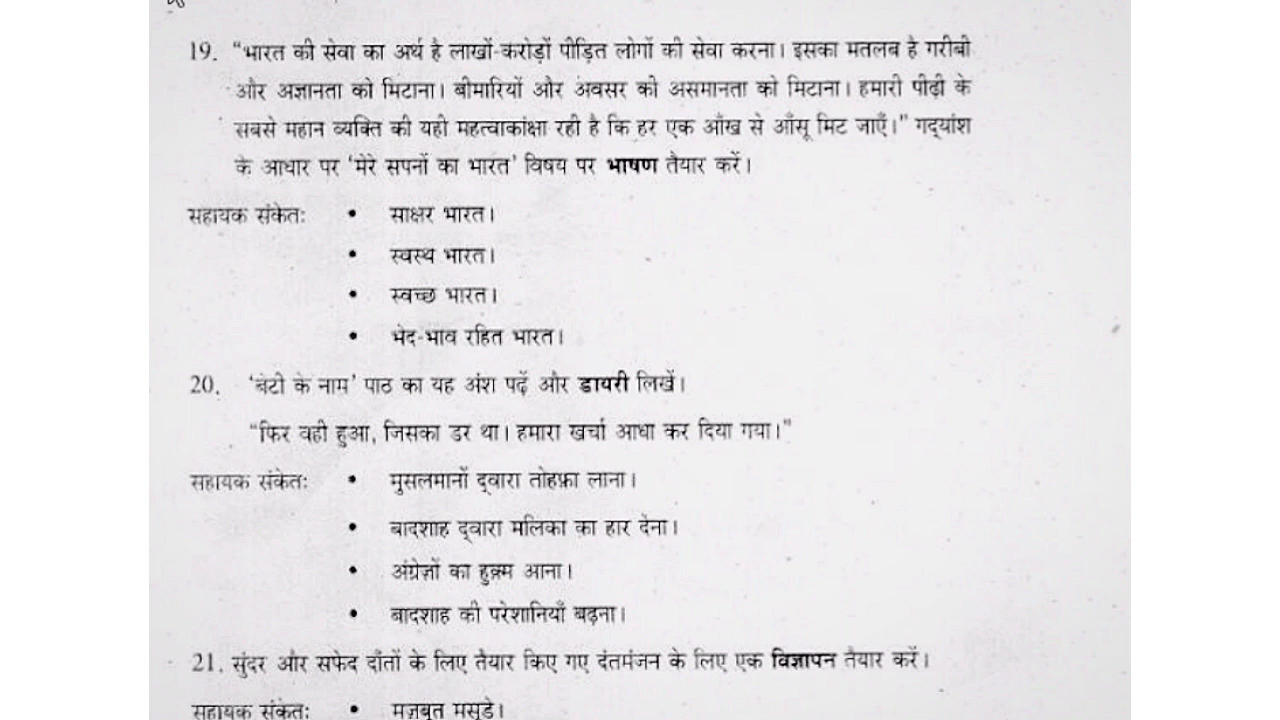 19. "भारत की सेवा का अर्थ है लाखों-करोड़ों पीड़ित लोगों की सेवा करना। इसका मतलब है गरीबी
और अज्ञानता को मिटाना। बीमारियों और अवसर की असमानता को मिटाना। हमारी पीढ़ी के
सबसे महान व्यक्ति की यही महत्वाकांक्षा रही है कि हर एक आँख से आँसू मिट जाएँ।" गद्यांश
के आधार पर 'मेरे सपनों का भारत' विषय पर भाषण तैयार करें।
सहायक संकेतः • साक्षर भारत।
• स्वस्थ भारत।
• स्वच्छ भारत।
• भेद-भाव रहित भारत।
20. 'बेटी के नाम' पाठ का यह अंश पढ़ें और डायरी लिखें।
"फिर वही हुआ, जिसका डर था। हमारा खर्चा आधा कर दिया गया।"
सहायक संकेतः • मुसलमानों द्वारा तोहफ़ा लाना।
• बादशाह द्वारा मलिका का हार देना।
• अंग्रेज़ों का हुक्म आना।
• बादशाह की परेशानियाँ बढ़ना।
21. सुंदर और सफेद दाँतों के लिए तैयार किए गए दंतमंजन के लिए एक विज्ञापन तैयार करें।
सहायक संकेतः • मज़बूत मसूडे।